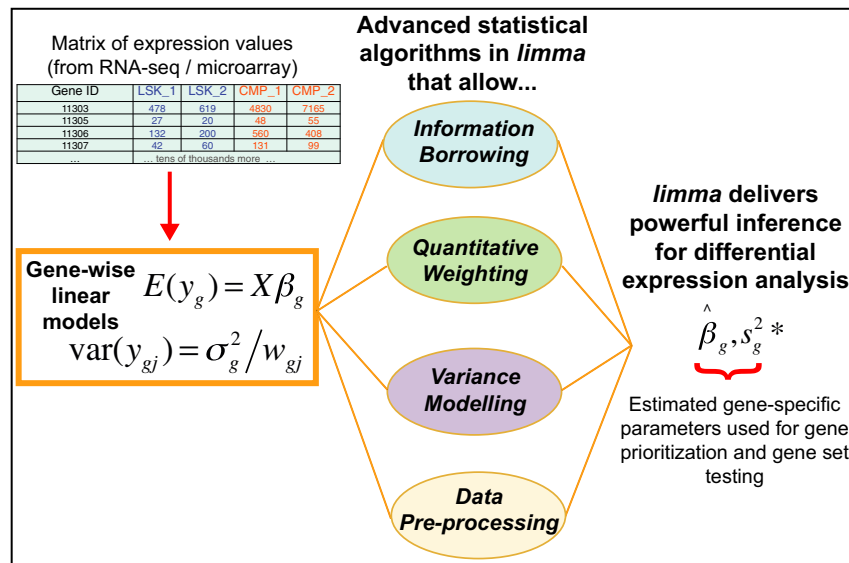 Matrix of expression values
(from RNA-seq / microarray)
Gene ID LSK_1 LSK_2 CMP_1 CMP_2
11303 478 619 4830 7165
11305 27 20 48 55
11306 132 200 560 408
11307 42 60 131 99
... ... tens of thousands more ...
Gene-wise
linear
models
E(y_g) = Xβ_g
var(y_gj) = σ_g^2 / w_gj
Advanced statistical
algorithms in limma
that allow...
Information
Borrowing
Quantitative
Weighting
Variance
Modelling
Data
Pre-processing
limma delivers
powerful inference
for differential
expression analysis
β̂_g, s_g^2 *
Estimated gene-specific
parameters used for gene
prioritization and gene set
testing